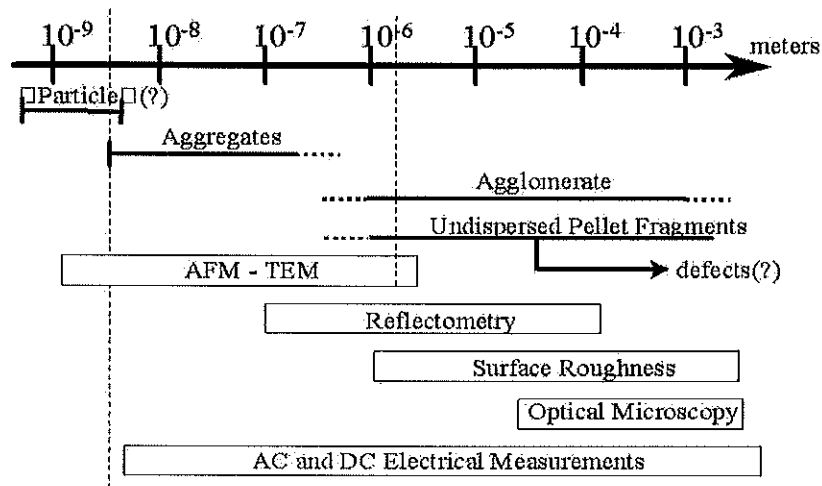 10⁻⁹ 10⁻⁸ 10⁻⁷ 10⁻⁶ 10⁻⁵ 10⁻⁴ 10⁻³ meters
□Particle□(?)
Aggregates
Agglomerate
Undispersed Pellet Fragments
AFM - TEM
defects(?)
Reflectometry
Surface Roughness
Optical Microscopy
AC and DC Electrical Measurements